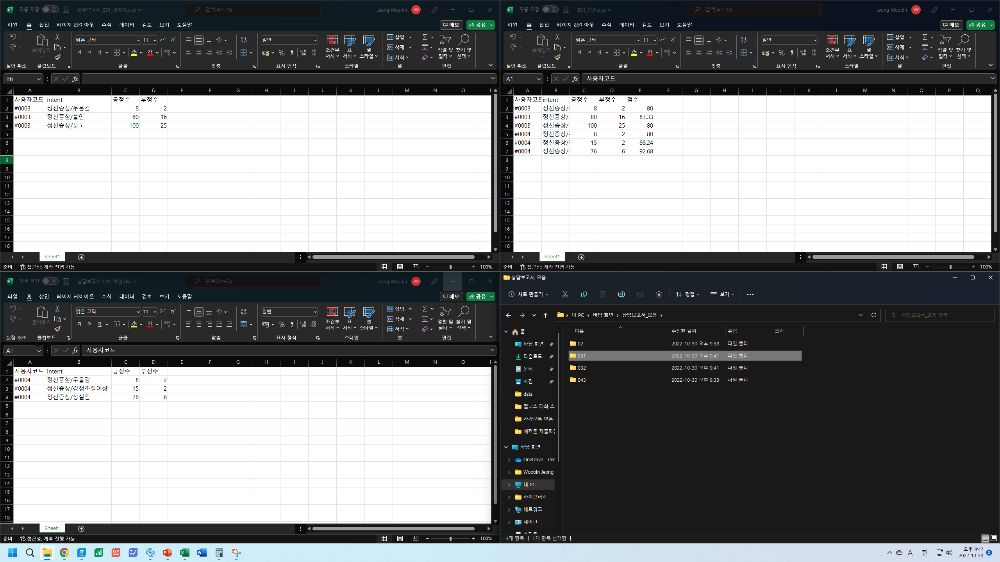 자동 저장 끔 상담보고서_031_김정욱.xlsx 검색(Alt+Q) Jeong Woobin JW
파일 홈 삽입 페이지 레이아웃 수식 데이터 검토 보기 도움말 메모 공유
붙여넣기 맑은 고딕 11 가 가 가 가 가 내천 가나다 일반 % 조건부 서식 표 서식 셀 스타일 삽입 삭제 서식 정렬 및 필터 찾기 및 선택
실행 취소 클립보드 글꼴 맞춤 표시 형식 스타일 셀 편집
B6 fx
A B C D E F G H I J K L M N O
1 사용자코드 intent 긍정수 부정수
2 #0003 정신증상/우울감 8 2
3 #0003 정신증상/불안 80 16
4 #0003 정신증상/분노 100 25
5
6
7
8
9
10
11
12
13
14
15
16
17
18
Sheet1
준비 접근성: 계속 진행 가능 100%
자동 저장 끔 031_합산.xlsx 검색(Alt+Q) Jeong Woobin JW
파일 홈 삽입 페이지 레이아웃 수식 데이터 검토 보기 도움말 메모 공유
붙여넣기 맑은 고딕 11 가 가 가 가 가 내천 가나다 일반 % 조건부 서식 표 서식 셀 스타일 삽입 삭제 서식 정렬 및 필터 찾기 및 선택
실행 취소 클립보드 글꼴 맞춤 표시 형식 스타일 셀 편집
A1 fx 사용자코드
A B C D E F G H I J K L M N O P Q
1 사용자코드 intent 긍정수 부정수 점수
2 #0003 정신증상/ 8 2 80
3 #0003 정신증상/ 80 16 83.33
4 #0003 정신증상/ 100 25 80
5 #0004 정신증상/ 8 2 80
6 #0004 정신증상/ 15 2 88.24
7 #0004 정신증상/ 76 6 92.68
8
9
10
11
12
13
14
15
16
17
18
Sheet1
준비 접근성: 계속 진행 가능 100%
자동 저장 끔 상담보고서_031_이현.xlsx 검색(Alt+Q) Jeong Woobin JW
파일 홈 삽입 페이지 레이아웃 수식 데이터 검토 보기 도움말 메모 공유
붙여넣기 맑은 고딕 11 가 가 가 가 가 내천 가나다 일반 % 조건부 서식 표 서식 셀 스타일 삽입 삭제 서식 정렬 및 필터 찾기 및 선택
실행 취소 클립보드 글꼴 맞춤 표시 형식 스타일 셀 편집
A1 fx 사용자코드
A B C D E F G H I J K L M N O
1 사용자코드 intent 긍정수 부정수
2 #0004 정신증상/우울감 8 2
3 #0004 정신증상/감정조절이상 15 2
4 #0004 정신증상/상실감 76 6
5
6
7
8
9
10
11
12
13
14
15
16
17
18
Sheet1
준비 접근성: 계속 진행 가능 100%
상담보고서_모음
새로 만들기 정렬 보기
내 PC 바탕 화면 상담보고서_모음 상담보고서_모음 검색
이름 수정한 날짜 유형 크기
02 2022-10-30 오후 9:38 파일 폴더
031 2022-10-30 오후 9:41 파일 폴더
032 2022-10-30 오후 9:41 파일 폴더
043 2022-10-30 오후 9:38 파일 폴더
홈
바탕 화면
다운로드
문서
사진
data
웰니스 대화 스
카카오톡 받은
해커톤 제출파일
바탕 화면
OneDrive - Per
Woobin Jeong
내 PC
라이브러리
네트워크
제어판
4개 항목 1개 항목 선택함
A 한 오후 9:42
2022-10-30 2